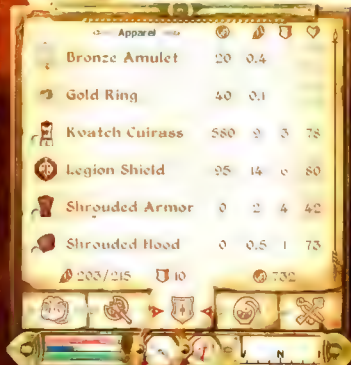 Apparel
Bronze Amulet 20 0.4
Gold Ring 40 0.1
Kvatch Cuirass 580 9 3 78
Legion Shield 95 14 6 80
Shrouded Armor 0 2 4 42
Shrouded Hood 0 0.5 1 73
203/215 10 732
N I